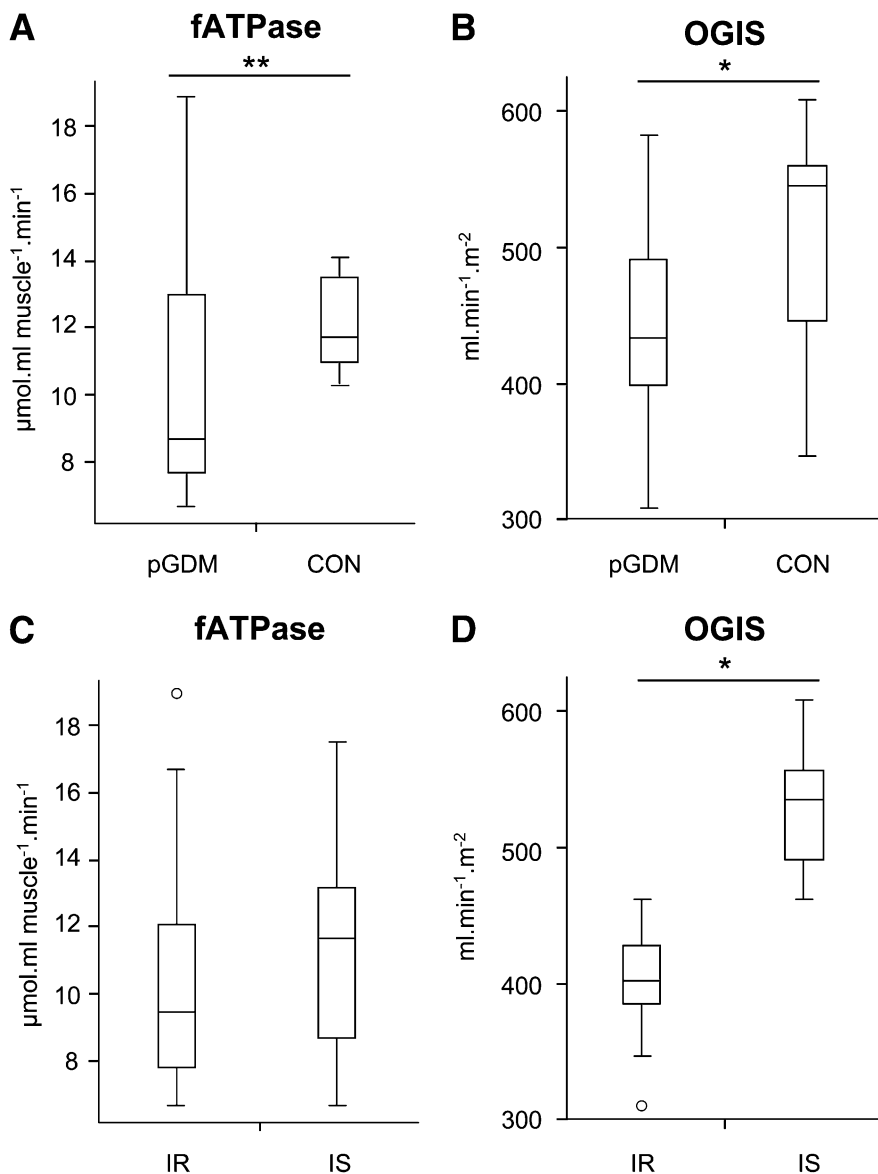 A
fATPase
**
µmol.ml muscle⁻¹.min⁻¹
18
16
14
12
10
8
pGDM CON
B
OGIS
*
ml.min⁻¹.m⁻²
600
500
400
300
pGDM CON
C
fATPase
µmol.ml muscle⁻¹.min⁻¹
18
16
14
12
10
8
IR IS
D
OGIS
*
ml.min⁻¹.m⁻²
600
500
400
300
IR IS